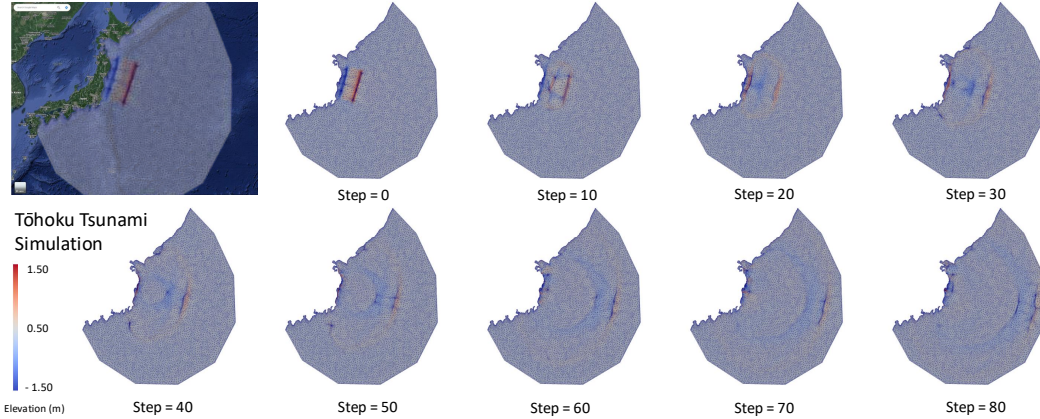 Step = 0
Step = 10
Step = 20
Step = 30
Tōhoku Tsunami
Simulation
1.50
0.50
- 1.50
Elevation (m)
Step = 40
Step = 50
Step = 60
Step = 70
Step = 80